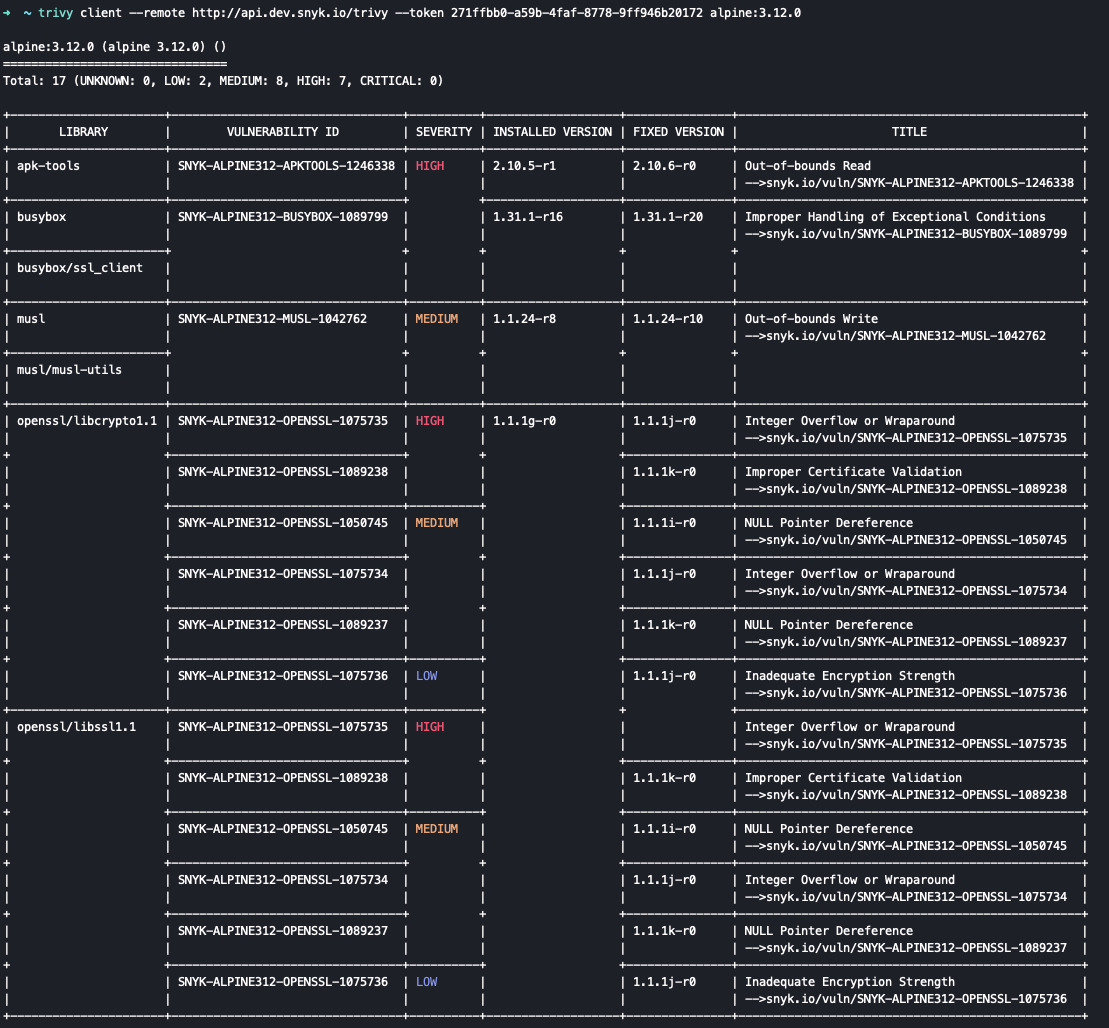 ➜ ~ trivy client --remote http://api.dev.snyk.io/trivy --token 271ffbb0-a59b-4faf-8778-9ff946b20172 alpine:3.12.0
alpine:3.12.0 (alpine 3.12.0) ()
================================
Total: 17 (UNKNOWN: 0, LOW: 2, MEDIUM: 8, HIGH: 7, CRITICAL: 0)
LIBRARY | VULNERABILITY ID | SEVERITY | INSTALLED VERSION | FIXED VERSION | TITLE
apk-tools | SNYK-ALPINE312-APKTOOLS-1246338 | HIGH | 2.10.5-r1 | 2.10.6-r0 | Out-of-bounds Read
-->snyk.io/vuln/SNYK-ALPINE312-APKTOOLS-1246338
busybox | SNYK-ALPINE312-BUSYBOX-1089799 | | 1.31.1-r16 | 1.31.1-r20 | Improper Handling of Exceptional Conditions
-->snyk.io/vuln/SNYK-ALPINE312-BUSYBOX-1089799
busybox/ssl_client
musl | SNYK-ALPINE312-MUSL-1042762 | MEDIUM | 1.1.24-r8 | 1.1.24-r10 | Out-of-bounds Write
-->snyk.io/vuln/SNYK-ALPINE312-MUSL-1042762
musl/musl-utils
openssl/libcrypto1.1 | SNYK-ALPINE312-OPENSSL-1075735 | HIGH | 1.1.1g-r0 | 1.1.1j-r0 | Integer Overflow or Wraparound
-->snyk.io/vuln/SNYK-ALPINE312-OPENSSL-1075735
SNYK-ALPINE312-OPENSSL-1089238 | | | 1.1.1k-r0 | Improper Certificate Validation
-->snyk.io/vuln/SNYK-ALPINE312-OPENSSL-1089238
SNYK-ALPINE312-OPENSSL-1050745 | MEDIUM | | 1.1.1i-r0 | NULL Pointer Dereference
-->snyk.io/vuln/SNYK-ALPINE312-OPENSSL-1050745
SNYK-ALPINE312-OPENSSL-1075734 | | | 1.1.1j-r0 | Integer Overflow or Wraparound
-->snyk.io/vuln/SNYK-ALPINE312-OPENSSL-1075734
SNYK-ALPINE312-OPENSSL-1089237 | | | 1.1.1k-r0 | NULL Pointer Dereference
-->snyk.io/vuln/SNYK-ALPINE312-OPENSSL-1089237
SNYK-ALPINE312-OPENSSL-1075736 | LOW | | 1.1.1j-r0 | Inadequate Encryption Strength
-->snyk.io/vuln/SNYK-ALPINE312-OPENSSL-1075736
openssl/libssl1.1 | SNYK-ALPINE312-OPENSSL-1075735 | HIGH | | | Integer Overflow or Wraparound
-->snyk.io/vuln/SNYK-ALPINE312-OPENSSL-1075735
SNYK-ALPINE312-OPENSSL-1089238 | | | 1.1.1k-r0 | Improper Certificate Validation
-->snyk.io/vuln/SNYK-ALPINE312-OPENSSL-1089238
SNYK-ALPINE312-OPENSSL-1050745 | MEDIUM | | 1.1.1i-r0 | NULL Pointer Dereference
-->snyk.io/vuln/SNYK-ALPINE312-OPENSSL-1050745
SNYK-ALPINE312-OPENSSL-1075734 | | | 1.1.1j-r0 | Integer Overflow or Wraparound
-->snyk.io/vuln/SNYK-ALPINE312-OPENSSL-1075734
SNYK-ALPINE312-OPENSSL-1089237 | | | 1.1.1k-r0 | NULL Pointer Dereference
-->snyk.io/vuln/SNYK-ALPINE312-OPENSSL-1089237
SNYK-ALPINE312-OPENSSL-1075736 | LOW | | 1.1.1j-r0 | Inadequate Encryption Strength
-->snyk.io/vuln/SNYK-ALPINE312-OPENSSL-1075736